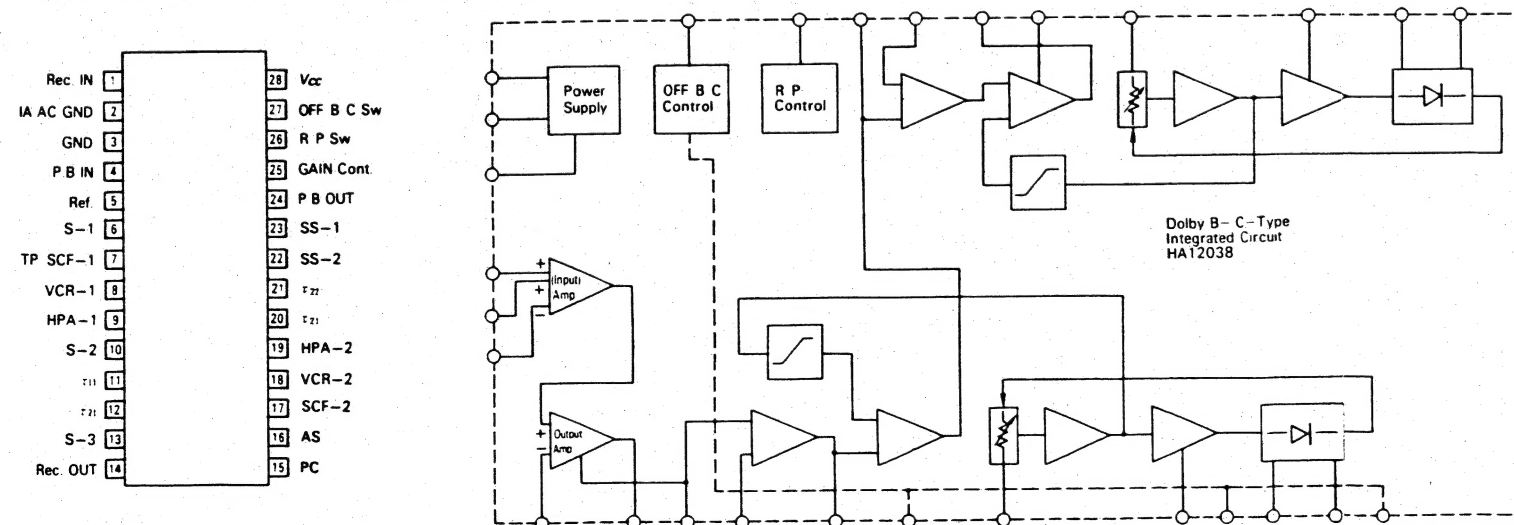 Rec. IN 1
IA AC GND 2
GND 3
P.B IN 4
Ref. 5
S-1 6
TP SCF-1 7
VCR-1 8
HPA-1 9
S-2 10
τ11 11
τ21 12
S-3 13
Rec. OUT 14
28 Vcc
27 OFF B C Sw
26 R P Sw
25 GAIN Cont.
24 P B OUT
23 SS-1
22 SS-2
21 τ22
20 τ21
19 HPA-2
18 VCR-2
17 SCF-2
16 AS
15 PC
Power
Supply
OFF B C
Control
R P
Control
Dolby B- C-Type
Integrated Circuit
HA12038
+
(Input)
+
Amp
-
+
Output
-
Amp